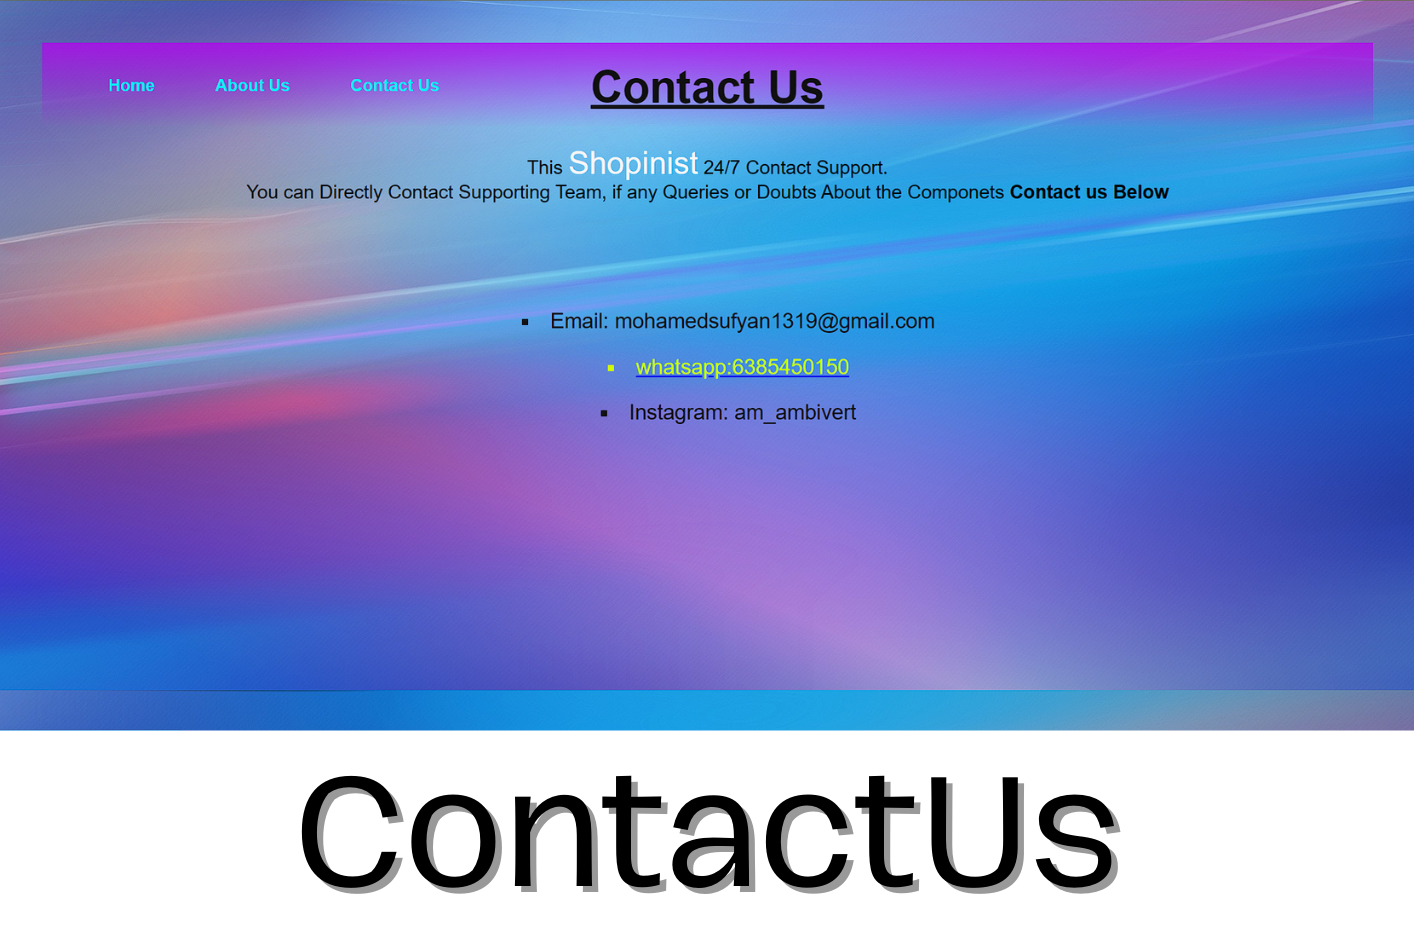 Home About Us Contact Us Contact Us
This Shopinist 24/7 Contact Support.
You can Directly Contact Supporting Team, if any Queries or Doubts About the Componets Contact us Below
Email: mohamedsufyan1319@gmail.com
whatsapp:6385450150
Instagram: am_ambivert
ContactUs